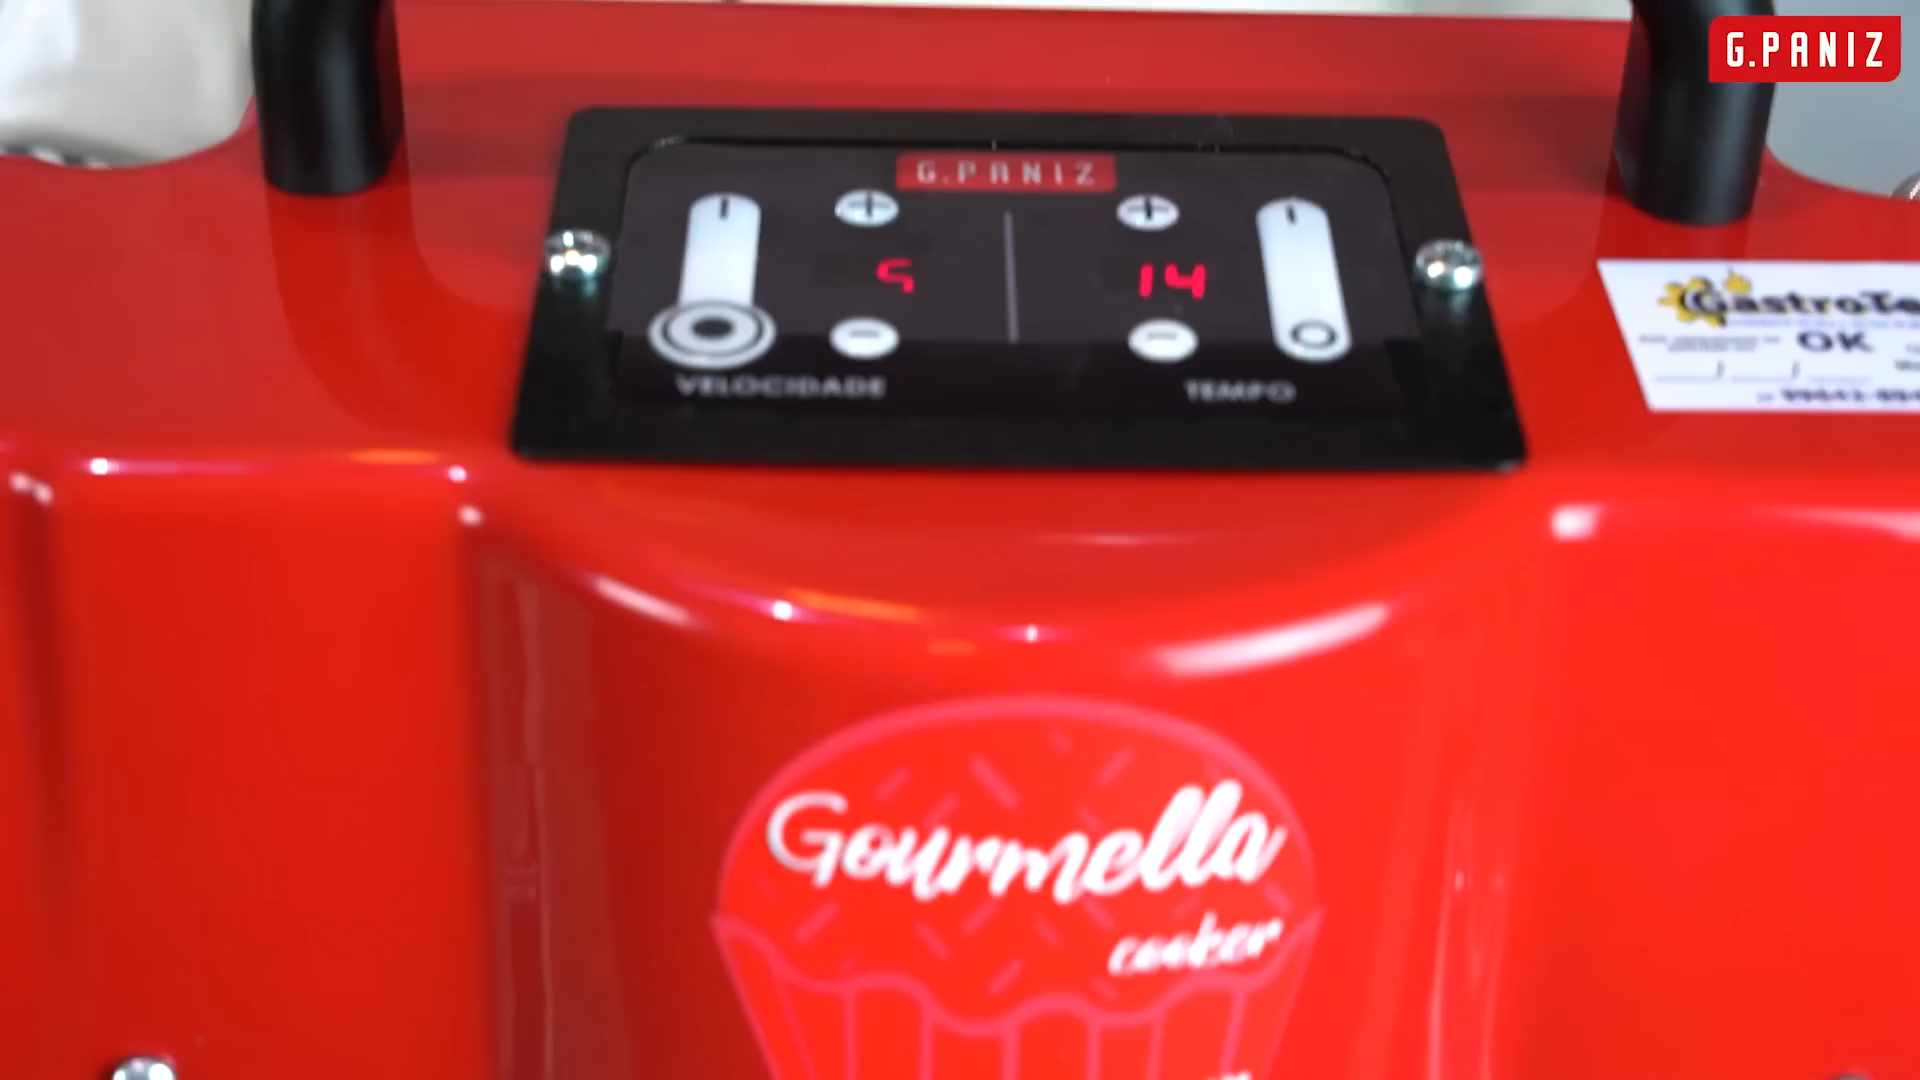 G.PANIZ
G.PANIZ
5 14
VELOCIDADE TEMPO
GastroTe
OK
Gourmella
cooker